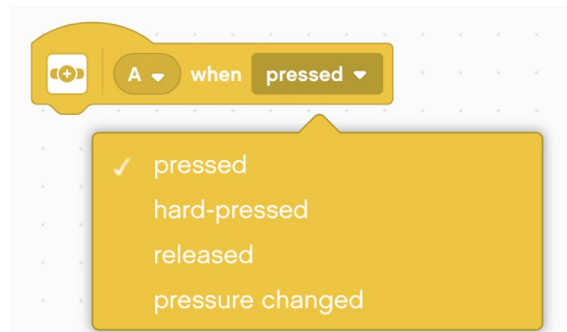 A when pressed
pressed
hard-pressed
released
pressure changed